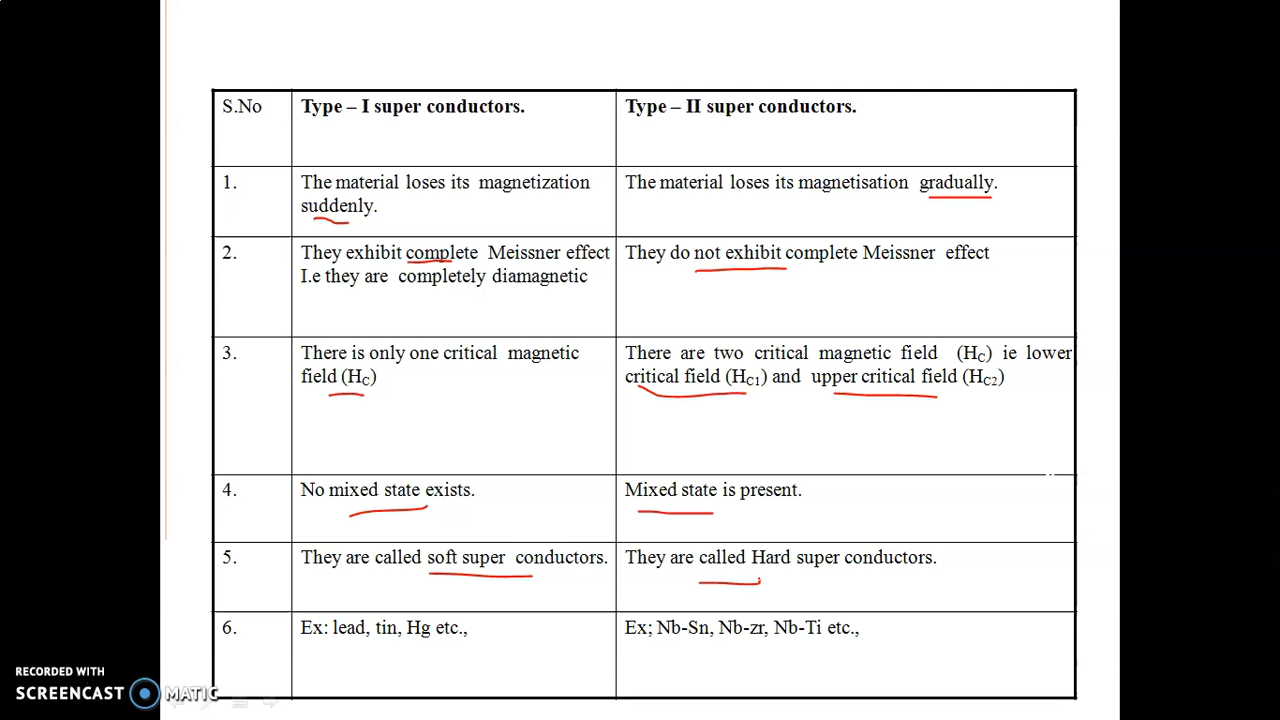 S.No Type – I super conductors. Type – II super conductors.
1. The material loses its magnetization The material loses its magnetisation gradually.
suddenly.
2. They exhibit complete Meissner effect They do not exhibit complete Meissner effect
I.e they are completely diamagnetic
3. There is only one critical magnetic There are two critical magnetic field (HC) ie lower
field (HC) critical field (HC1) and upper critical field (HC2)
4. No mixed state exists. Mixed state is present.
5. They are called soft super conductors. They are called Hard super conductors.
6. Ex: lead, tin, Hg etc., Ex; Nb-Sn, Nb-zr, Nb-Ti etc.,
RECORDED WITH
SCREENCAST MATIC